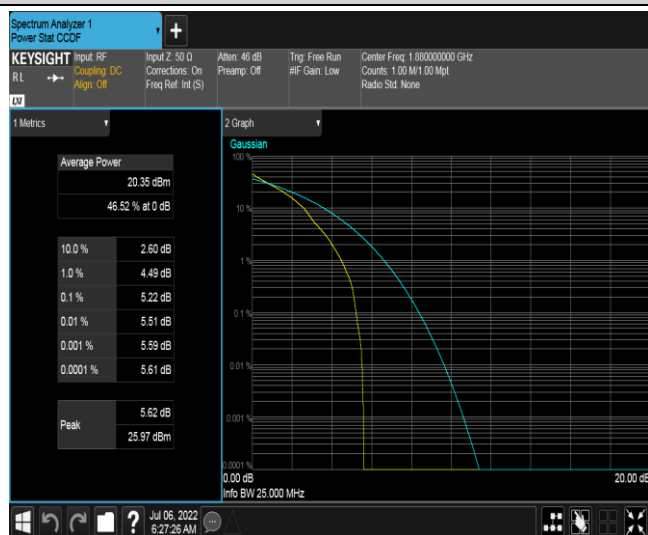 Spectrum Analyzer 1
Power Stat CCDF
+
KEYSIGHT
RL
LXI
Input: RF
Coupling: DC
Align: Off
Input Z: 50 Ω
Corrections: On
Freq Ref: Int (S)
Atten: 46 dB
Preamp: Off
Trig: Free Run
#IF Gain: Low
Center Freq: 1.880000000 GHz
Counts: 1.00 M/1.00 Mpt
Radio Std: None
1 Metrics
Average Power
20.35 dBm
46.52 % at 0 dB
10.0 % 2.60 dB
1.0 % 4.49 dB
0.1 % 5.22 dB
0.01 % 5.51 dB
0.001 % 5.59 dB
0.0001 % 5.61 dB
Peak
5.62 dB
25.97 dBm
2 Graph
Gaussian
100 %
10 %
1 %
0.1 %
0.01 %
0.001 %
0.0001 %
0.00 dB 20.00 dB
Info BW 25.000 MHz
?
Jul 06, 2022
6:27:26 AM